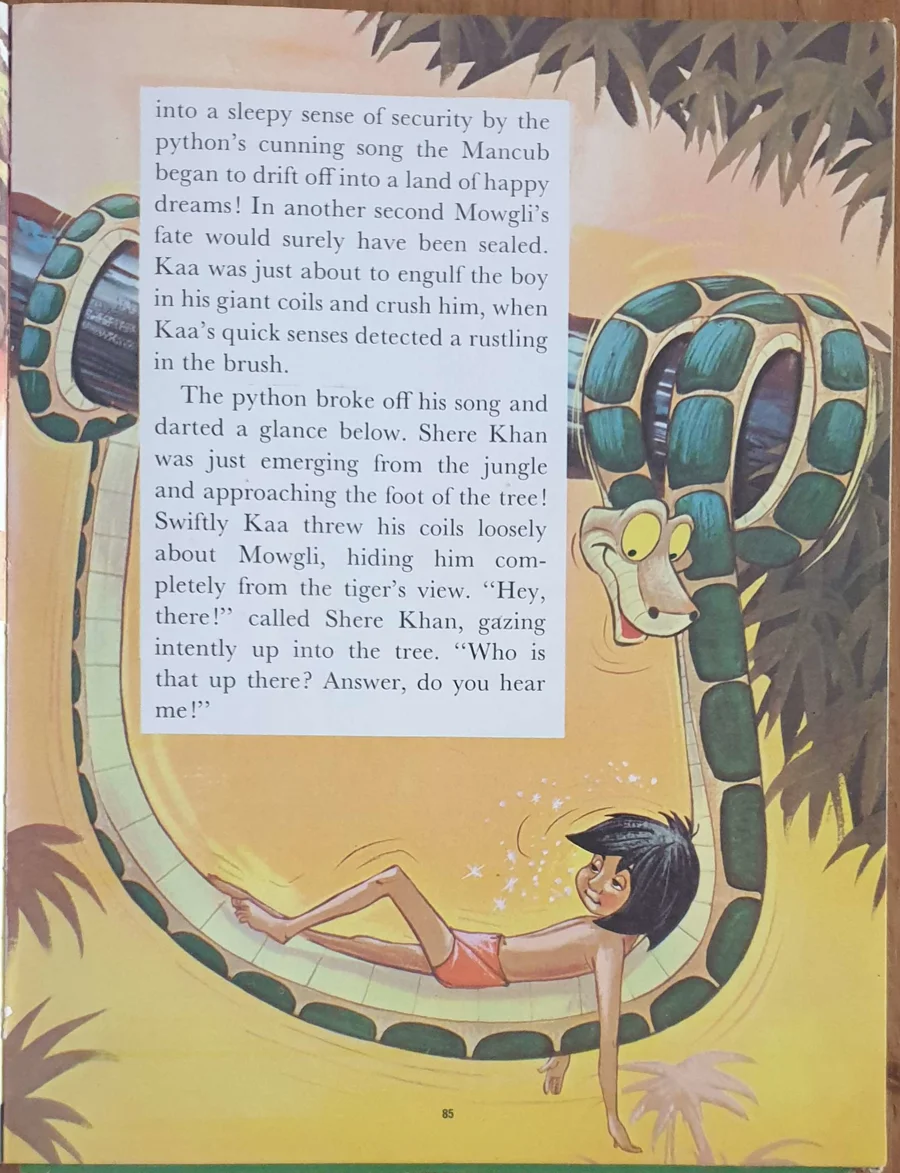 into a sleepy sense of security by the
python's cunning song the Mancub
began to drift off into a land of happy
dreams! In another second Mowgli's
fate would surely have been sealed.
Kaa was just about to engulf the boy
in his giant coils and crush him, when
Kaa's quick senses detected a rustling
in the brush.
The python broke off his song and
darted a glance below. Shere Khan
was just emerging from the jungle
and approaching the foot of the tree!
Swiftly Kaa threw his coils loosely
about Mowgli, hiding him com-
pletely from the tiger's view. “Hey,
there!” called Shere Khan, gazing
intently up into the tree. “Who is
that up there? Answer, do you hear
me!”
85